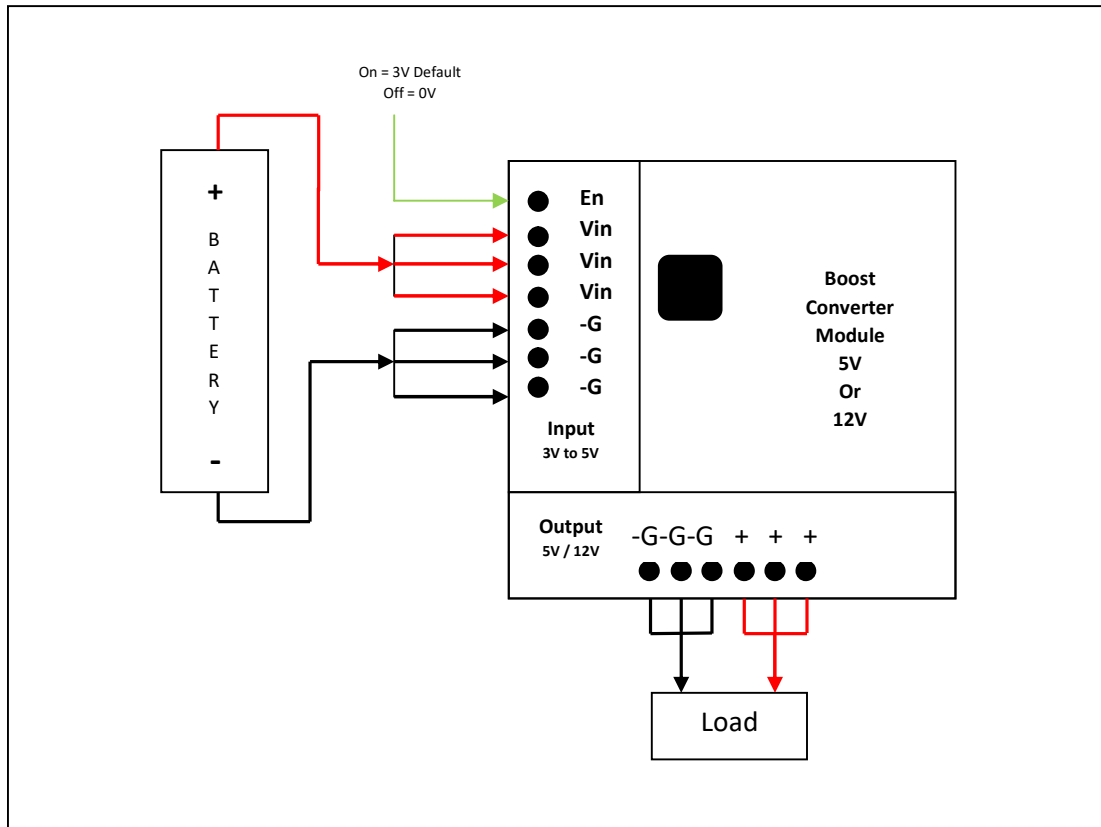 On = 3V Default
Off = 0V
+
B
A
T
T
E
R
Y
-
En
Vin
Vin
Vin
-G
-G
-G
Input
3V to 5V
Boost
Converter
Module
5V
Or
12V
Output
5V / 12V
-G-G-G + + +
Load